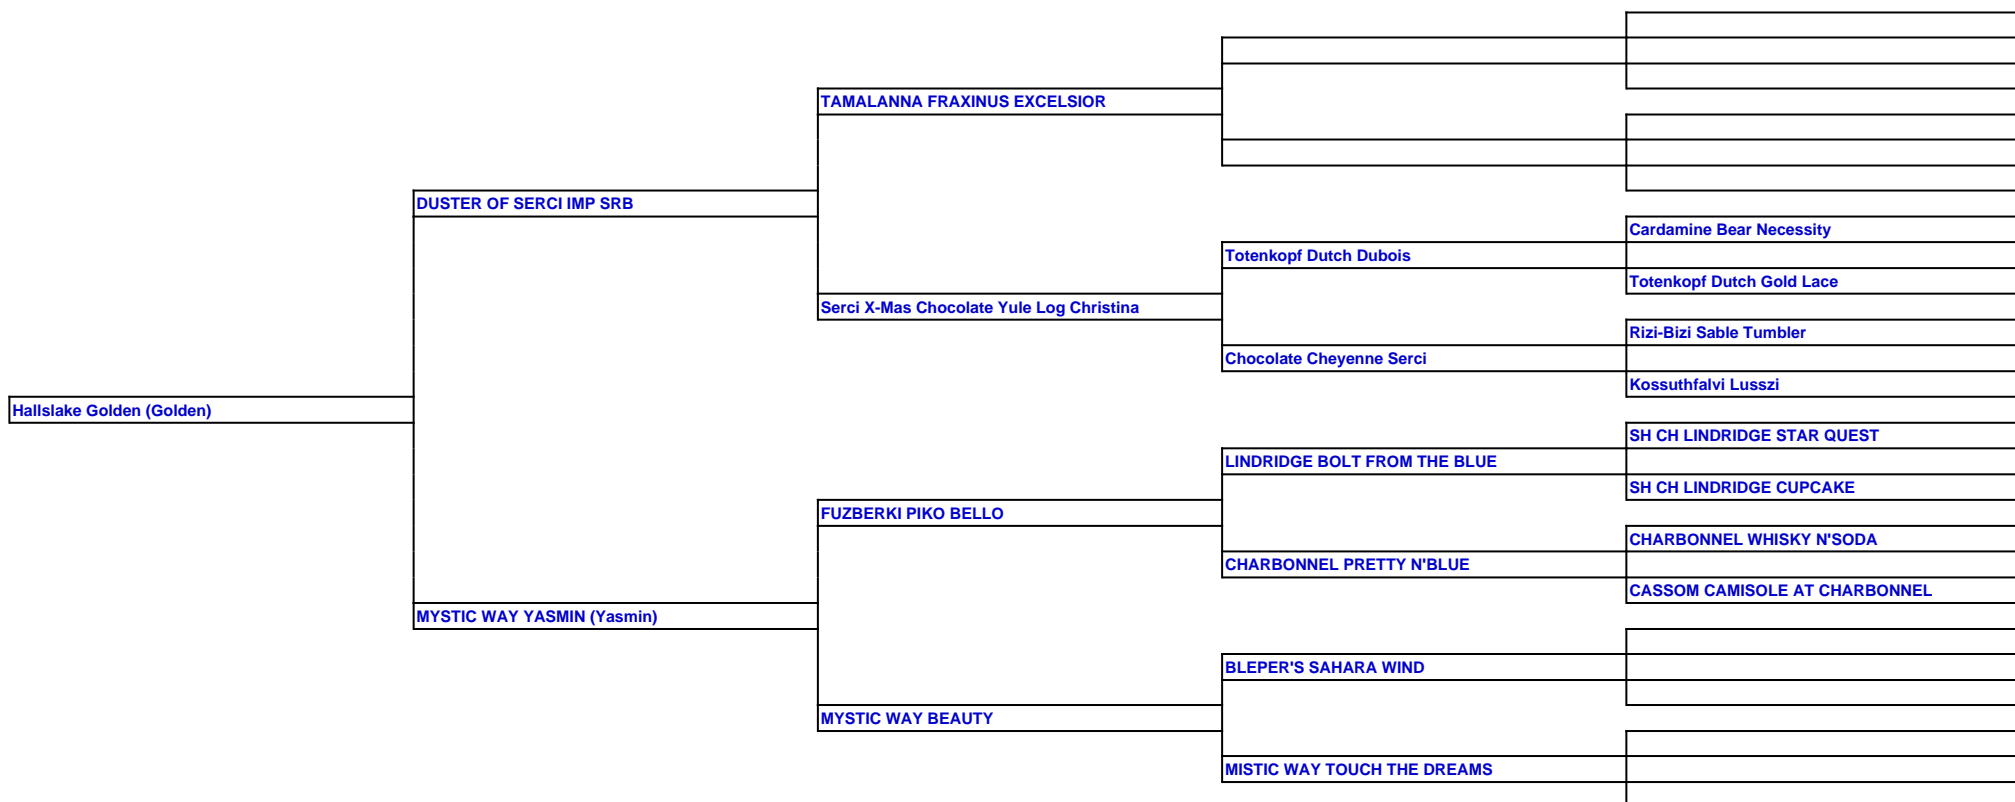 TAMALANNA FRAXINUS EXCELSIOR
DUSTER OF SERCI IMP SRB
Cardamine Bear Necessity
Totenkopf Dutch Dubois
Totenkopf Dutch Gold Lace
Serci X-Mas Chocolate Yule Log Christina
Rizi-Bizi Sable Tumbler
Chocolate Cheyenne Serci
Kossuthfalvi Lusszi
Hallslake Golden (Golden)
SH CH LINDRIDGE STAR QUEST
LINDRIDGE BOLT FROM THE BLUE
SH CH LINDRIDGE CUPCAKE
FUZBERKI PIKO BELLO
CHARBONNEL WHISKY N'SODA
CHARBONNEL PRETTY N'BLUE
CASSOM CAMISOLE AT CHARBONNEL
MYSTIC WAY YASMIN (Yasmin)
BLEPER'S SAHARA WIND
MYSTIC WAY BEAUTY
MISTIC WAY TOUCH THE DREAMS